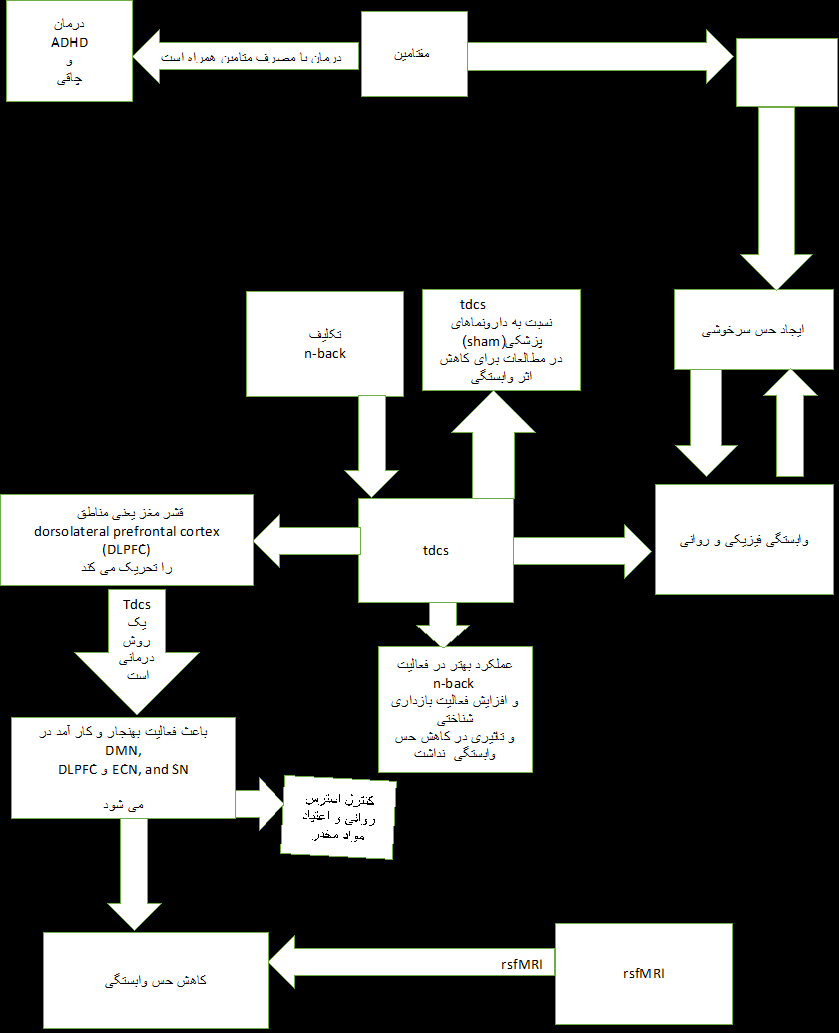 درمان
ADHD
و
چاقی
درمان با مصرف متامین همراه است
مفتامین
ایجاد حس سرخوشی
tdcs
نسبت به دارونماهای
پزشکی(sham)
در مطالعات برای کاهش
اثر وابستگی
تکلیف
n-back
قشر مغز یعنی مناطق
dorsolateral prefrontal cortex
(DLPFC)
را تحریک می کند
tdcs
وابستگی فیزیکی و روانی
Tdcs
یک
روش
درمانی
است
عملکرد بهتر در فعالیت
n-back
و افزایش فعالیت بازداری
شناختی
و تاثیری در کاهش حس
وابستگی نداشت
باعث فعالیت بهنجار و کار آمد در
DMN,
DLPFC و ECN, and SN
می شود
کنترل استرس
روانی و اعتیاد
مواد مخدر
کاهش حس وابستگی
rsfMRI
rsfMRI